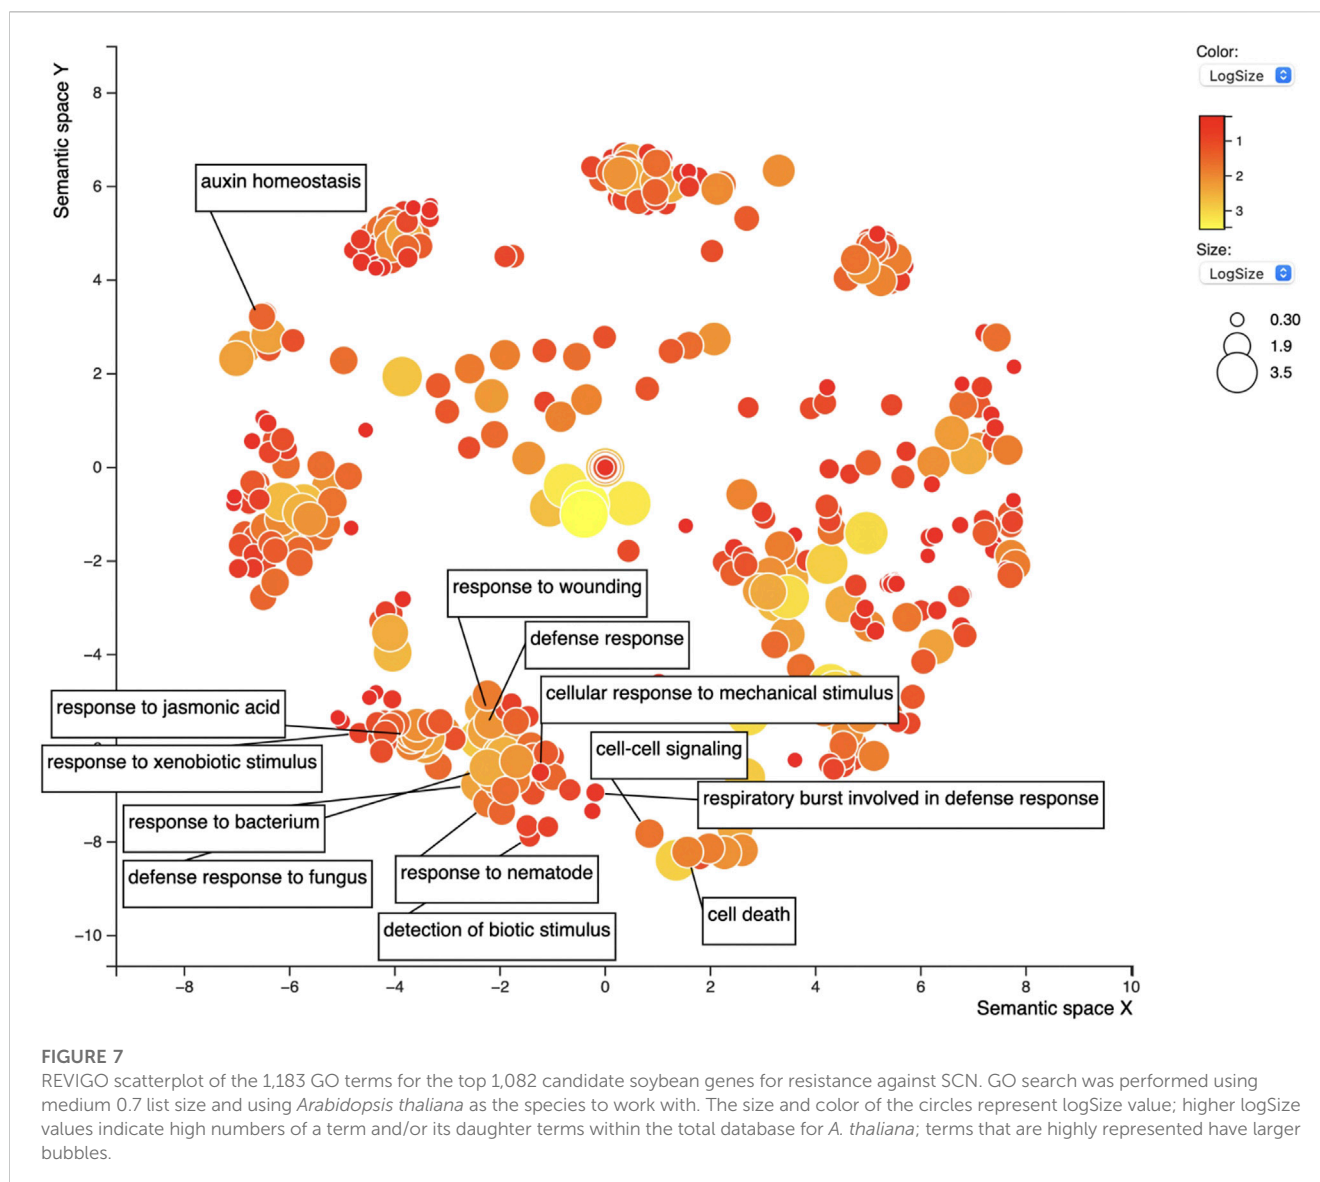 Color:
LogSize
1
2
3
Size:
LogSize
0.30
1.9
3.5
Semantic space Y
8
6
4
2
0
−2
−4
−8
−10
auxin homeostasis
response to wounding
defense response
cellular response to mechanical stimulus
response to jasmonic acid
cell-cell signaling
response to xenobiotic stimulus
respiratory burst involved in defense response
response to bacterium
response to nematode
defense response to fungus
cell death
detection of biotic stimulus
−8
−6
−4
−2
0
2
4
6
8
10
Semantic space X
FIGURE 7
REVIGO scatterplot of the 1,183 GO terms for the top 1,082 candidate soybean genes for resistance against SCN. GO search was performed using
medium 0.7 list size and using Arabidopsis thaliana as the species to work with. The size and color of the circles represent logSize value; higher logSize
values indicate high numbers of a term and/or its daughter terms within the total database for A. thaliana; terms that are highly represented have larger
bubbles.